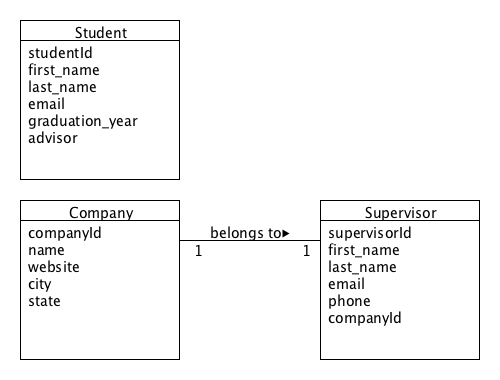 Student
studentId
first_name
last_name
email
graduation_year
advisor
Company
companyId
name
website
city
state
belongs to▶
1
1
Supervisor
supervisorId
first_name
last_name
email
phone
companyId